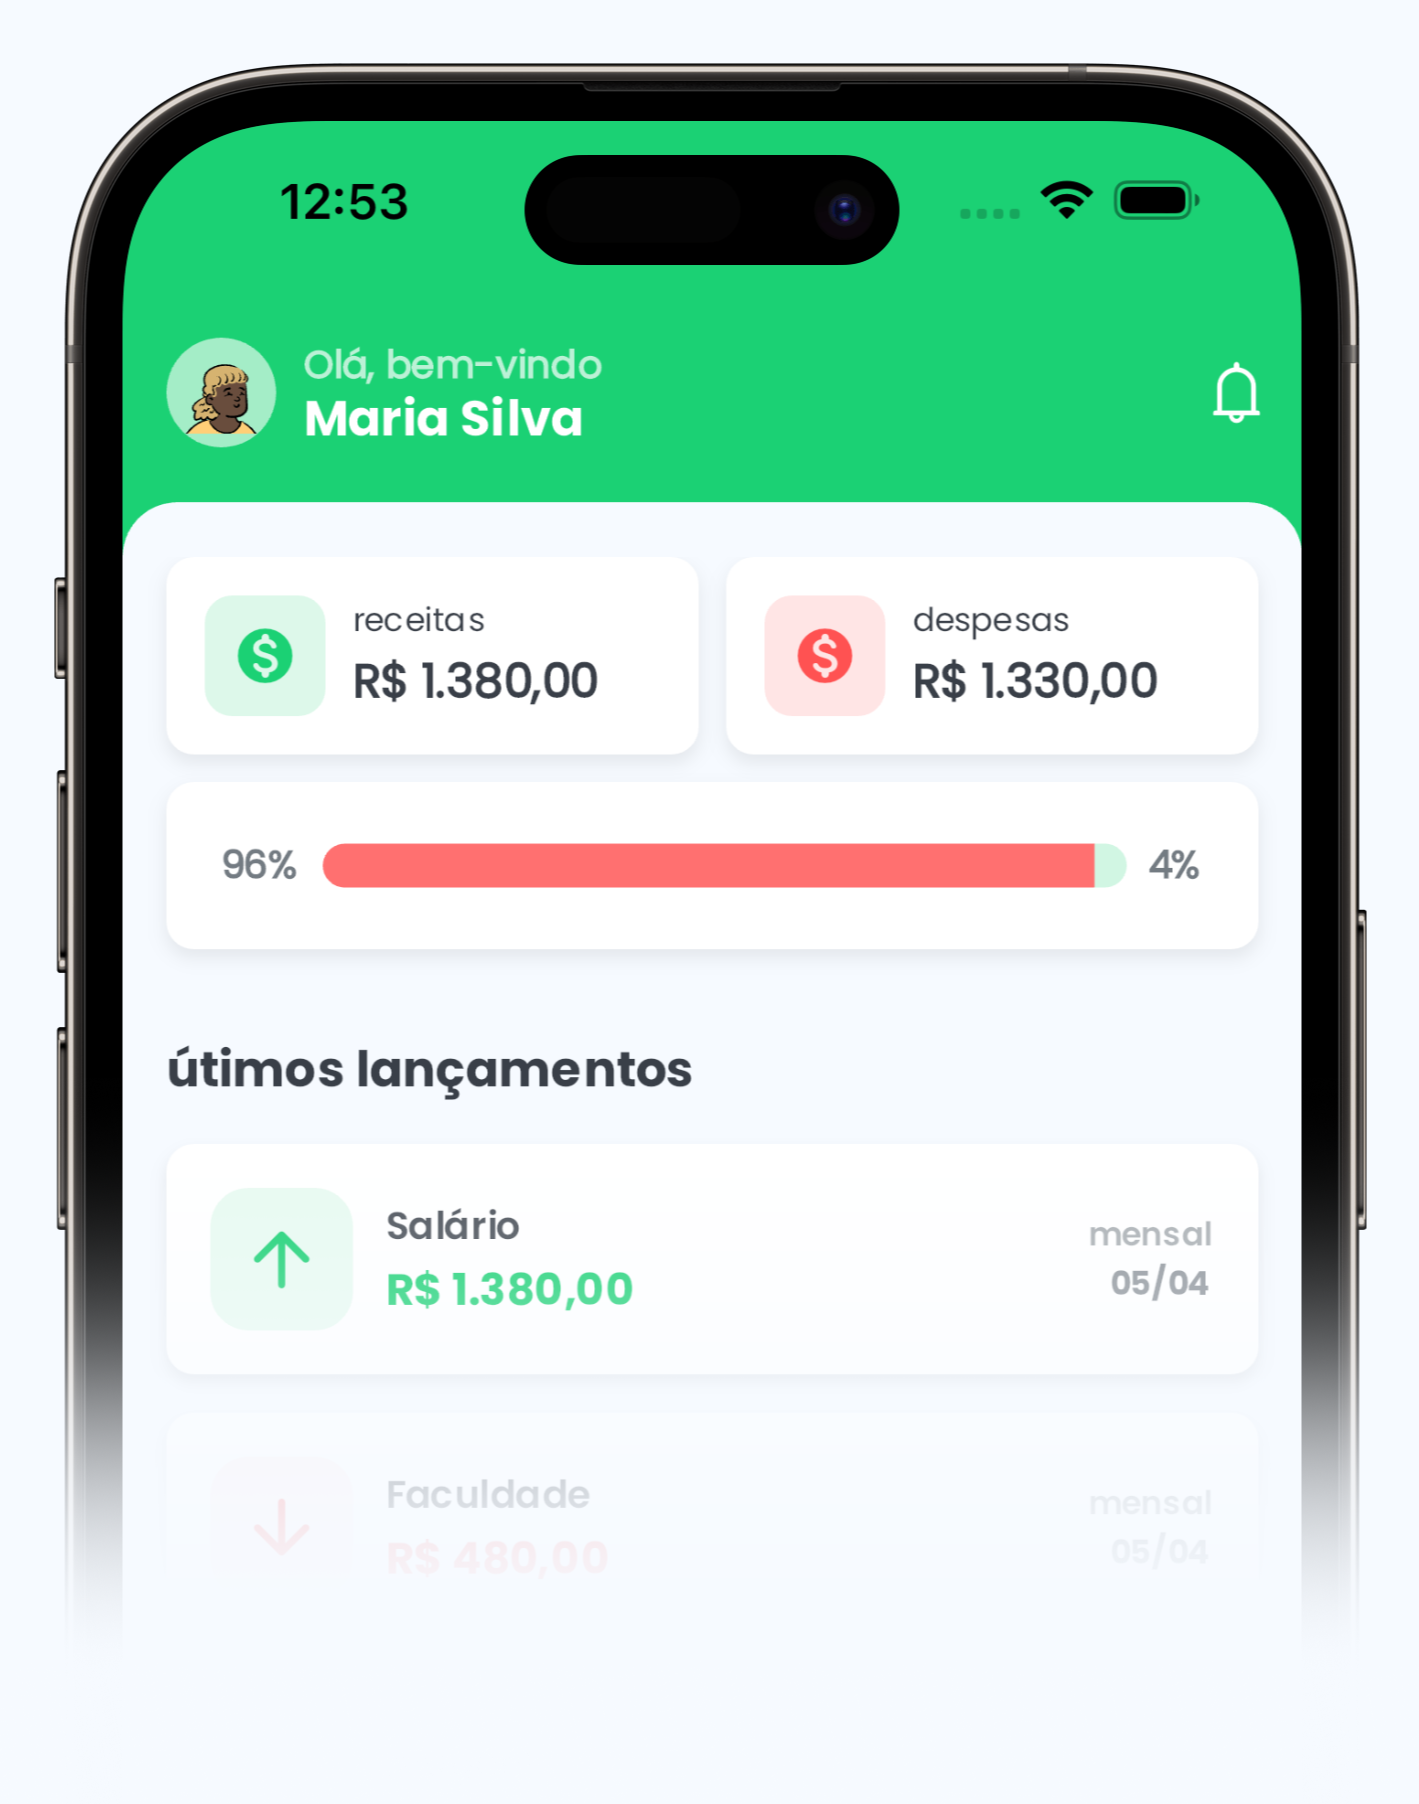 12:53
Olá, bem-vindo
Maria Silva
receitas
R$ 1.380,00
despesas
R$ 1.330,00
96%
4%
útimos lançamentos
Salário
R$ 1.380,00
mensal
05/04
Faculdade
R$ 480,00
mensal
05/04